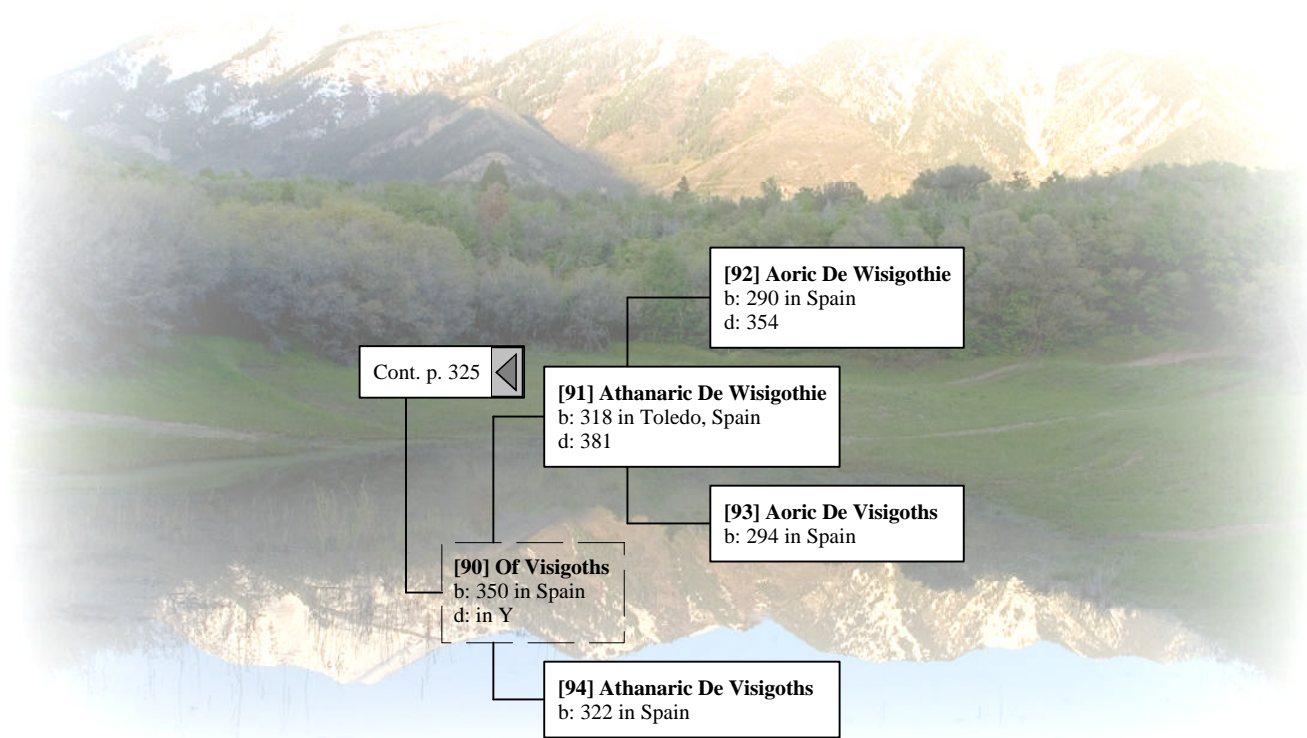 [92] Aoric De Wisigothie
b: 290 in Spain
d: 354
Cont. p. 325
[91] Athanaric De Wisigothie
b: 318 in Toledo, Spain
d: 381
[93] Aoric De Visigoths
b: 294 in Spain
[90] Of Visigoths
b: 350 in Spain
d: in Y
[94] Athanaric De Visigoths
b: 322 in Spain